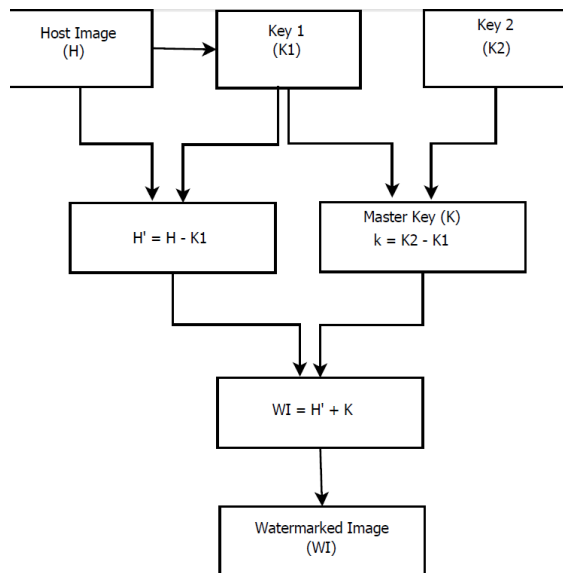 Host Image
(H)
Key 1
(K1)
Key 2
(K2)
H' = H - K1
Master Key (K)
k = K2 - K1
WI = H' + K
Watermarked Image
(WI)